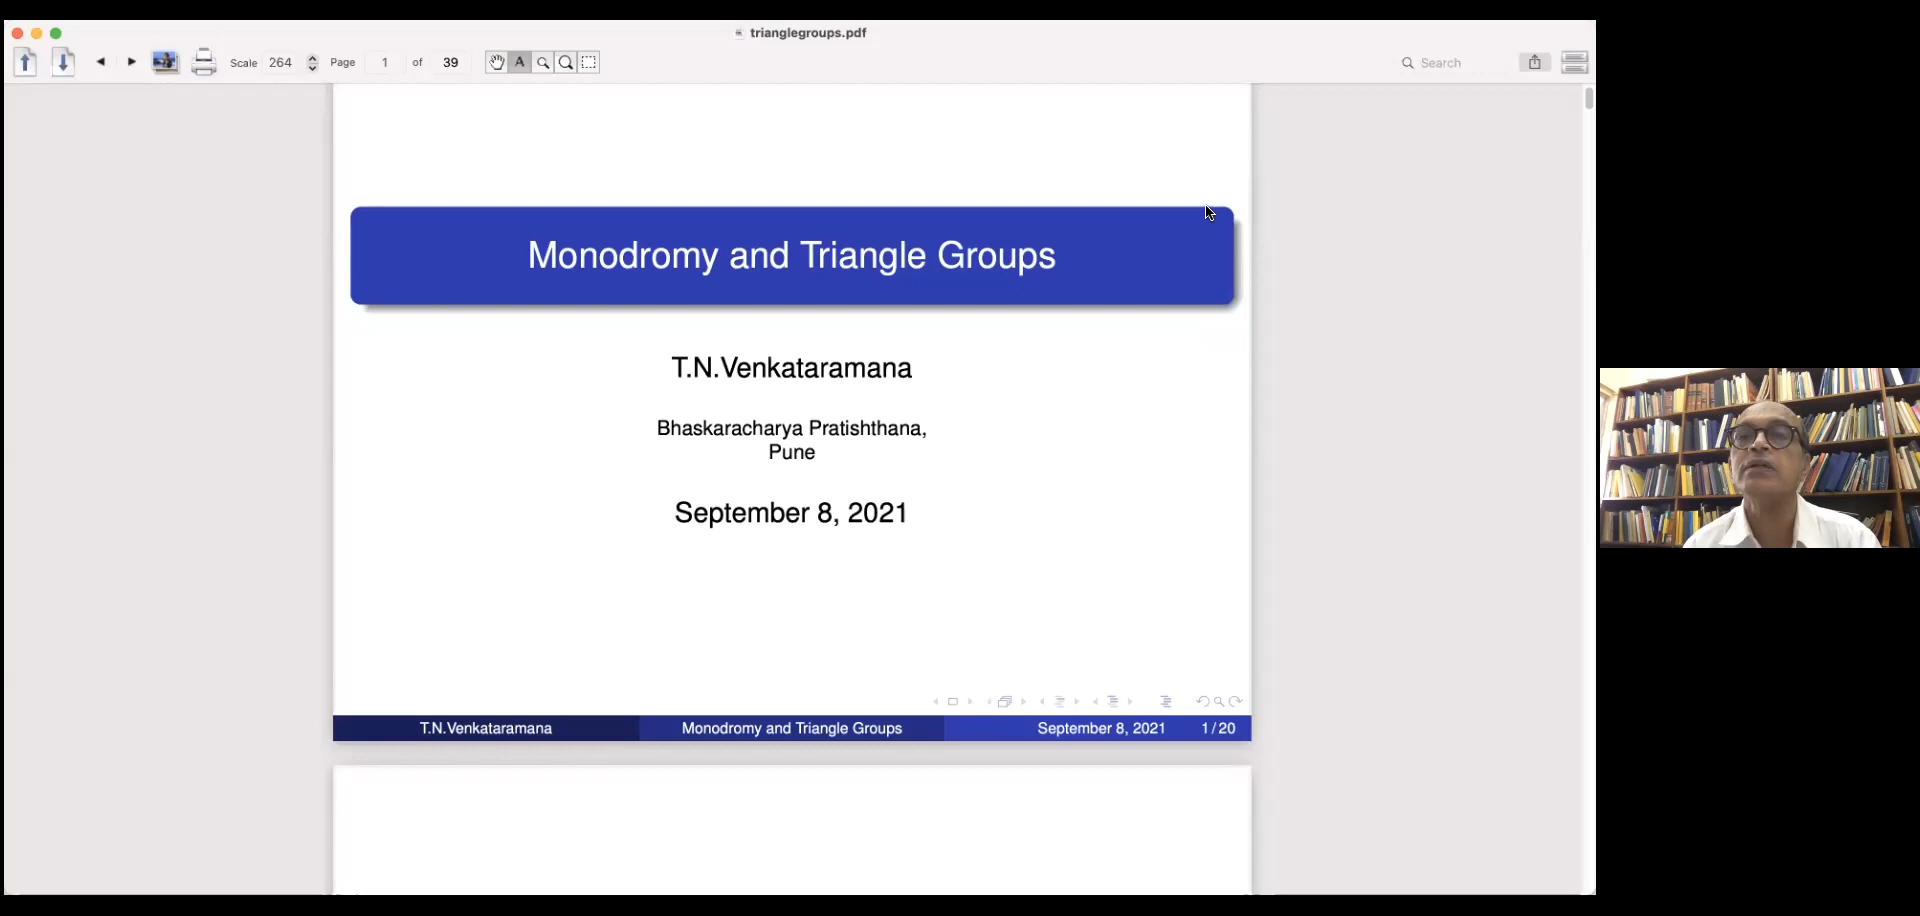 trianglegroups.pdf
Scale 264 Page 1 of 39 A Search
Monodromy and Triangle Groups
T.N.Venkataramana
Bhaskaracharya Pratishthana,
Pune
September 8, 2021
T.N.Venkataramana Monodromy and Triangle Groups September 8, 2021 1 / 20